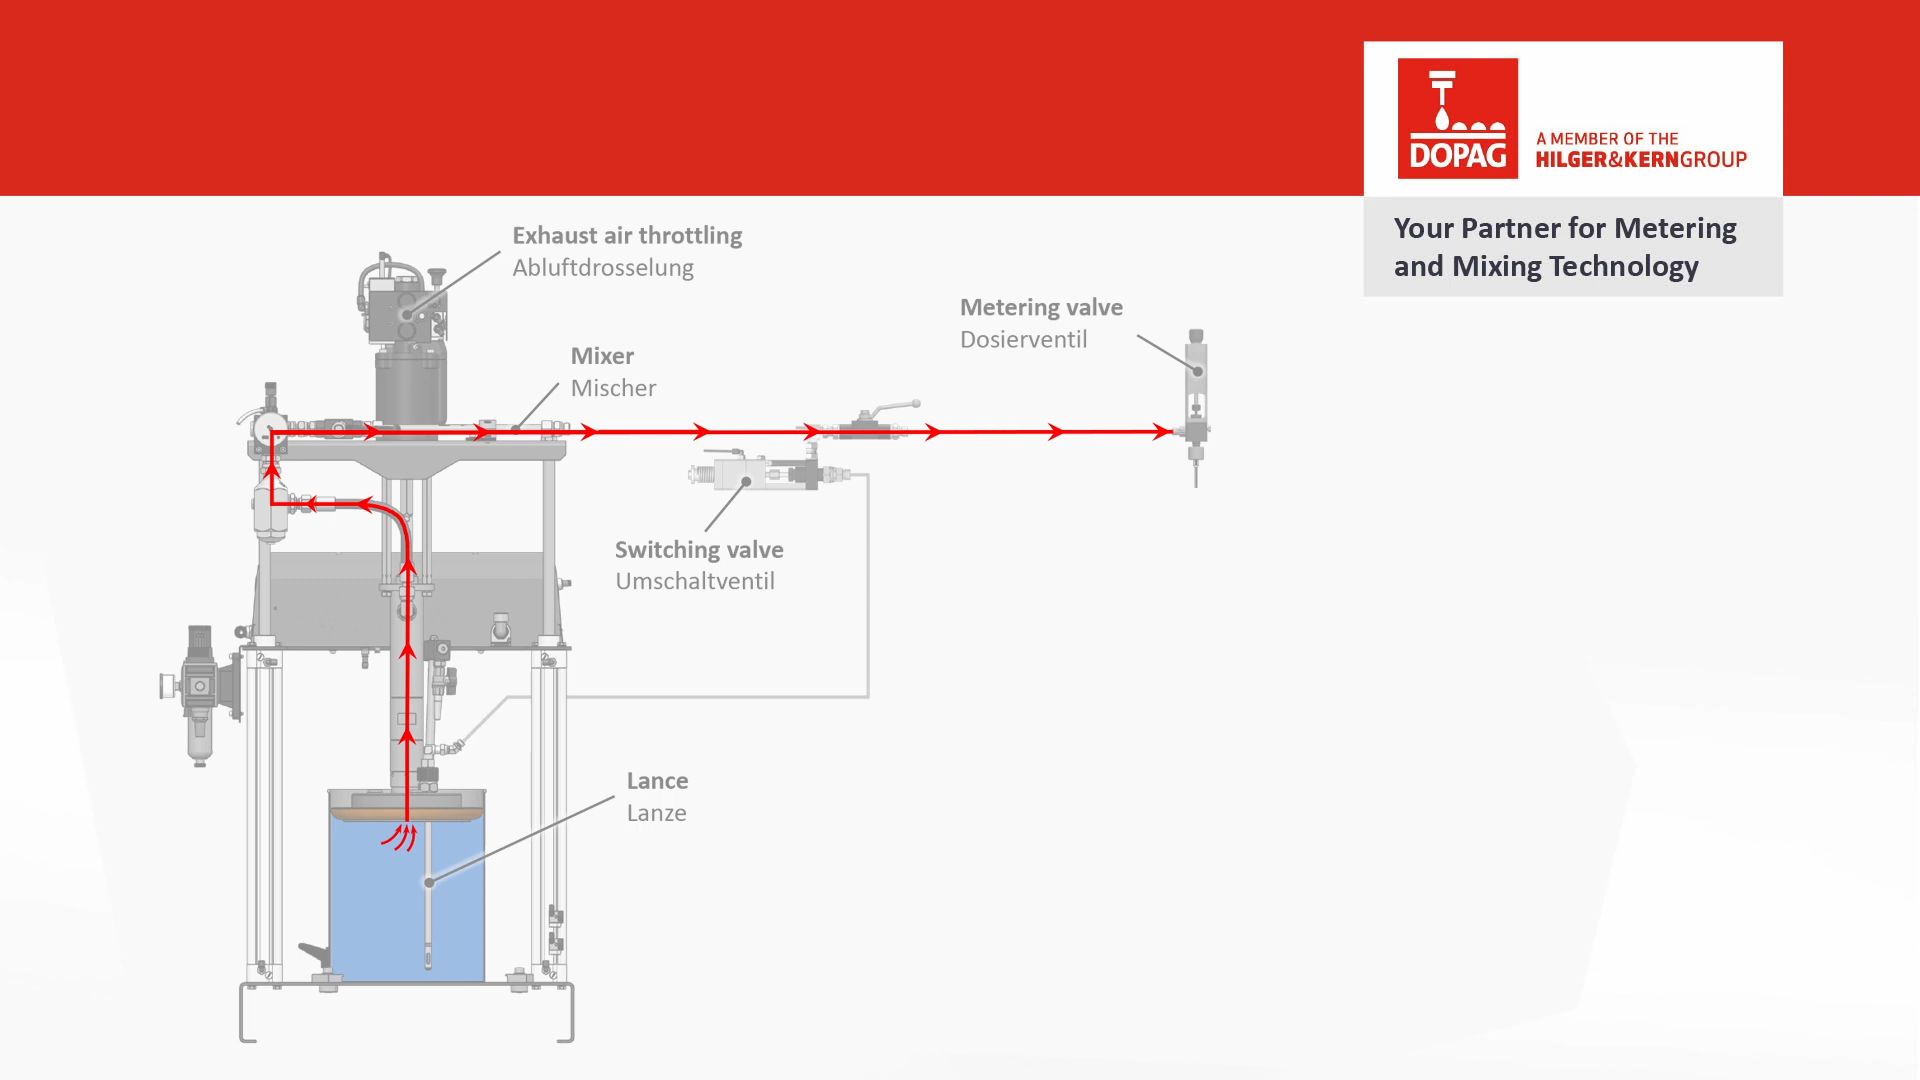 DOPAG
A MEMBER OF THE
HILGER&KERNGROUP
Your Partner for Metering
and Mixing Technology
Exhaust air throttling
Abluftdrosselung
Metering valve
Dosierventil
Mixer
Mischer
Switching valve
Umschaltventil
Lance
Lanze